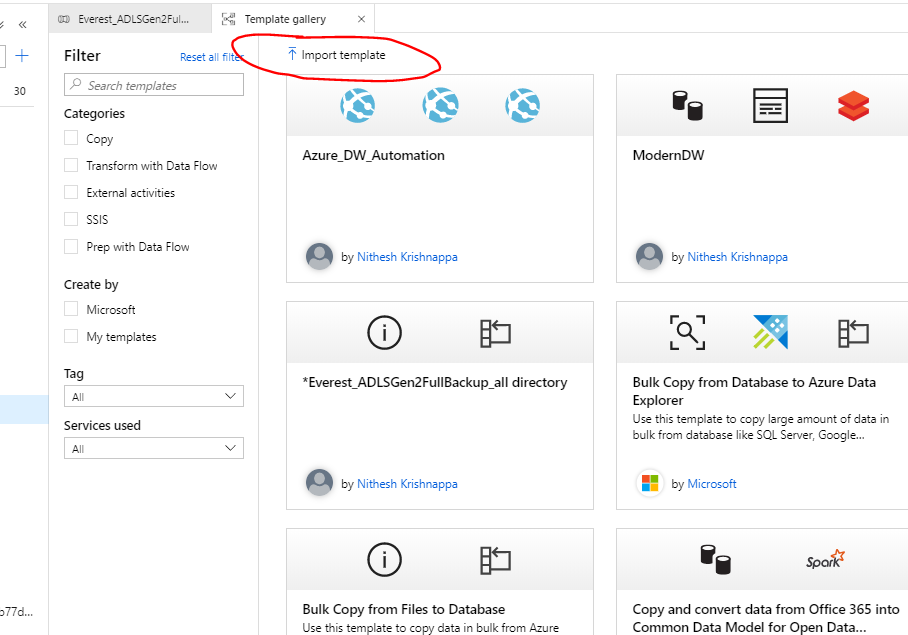 Everest_ADLSGen2Full...
Template gallery
30
Filter
Reset all filter
Import template
Search templates
Categories
Copy
Transform with Data Flow
External activities
SSIS
Prep with Data Flow
Create by
Microsoft
My templates
Tag
All
Services used
All
b77d...
Azure_DW_Automation
by Nithesh Krishnappa
ModernDW
by Nithesh Krishnappa
*Everest_ADLSGen2FullBackup_all directory
by Nithesh Krishnappa
Bulk Copy from Database to Azure Data
Explorer
Use this template to copy large amount of data in
bulk from database like SQL Server, Google...
by Microsoft
Bulk Copy from Files to Database
Use this template to copy data in bulk from Azure
Spark
Copy and convert data from Office 365 into
Common Data Model for Open Data...